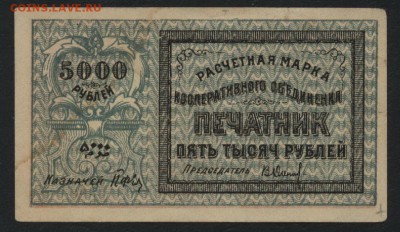 COINS.LAVE.RU
5000
РУБЛЕЙ
КАЗНАЧЕЙ
РАСЧЕТНАЯ МАРКА
КООПЕРАТИВНОГО ОБЪЕДИНЕНИЯ
ПЕЧАТНИК
ПЯТЬ ТЫСЯЧ РУБЛЕЙ
ПРЕДСЕДАТЕЛЬ